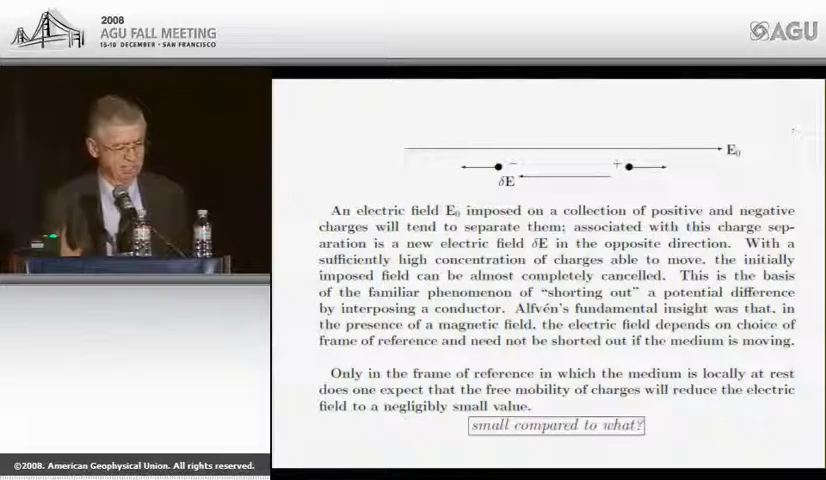 2008
AGU FALL MEETING
15-19 DECEMBER • SAN FRANCISCO
AGU
E₀
−
+
δE
An electric field E₀ imposed on a collection of positive and negative
charges will tend to separate them; associated with this charge sep-
aration is a new electric field δE in the opposite direction. With a
sufficiently high concentration of charges able to move, the initially
imposed field can be almost completely cancelled. This is the basis
of the familiar phenomenon of “shorting out” a potential difference
by interposing a conductor. Alfvén's fundamental insight was that, in
the presence of a magnetic field, the electric field depends on choice of
frame of reference and need not be shorted out if the medium is moving.
Only in the frame of reference in which the medium is locally at rest
does one expect that the free mobility of charges will reduce the electric
field to a negligibly small value.
small compared to what?
©2008. American Geophysical Union. All rights reserved.